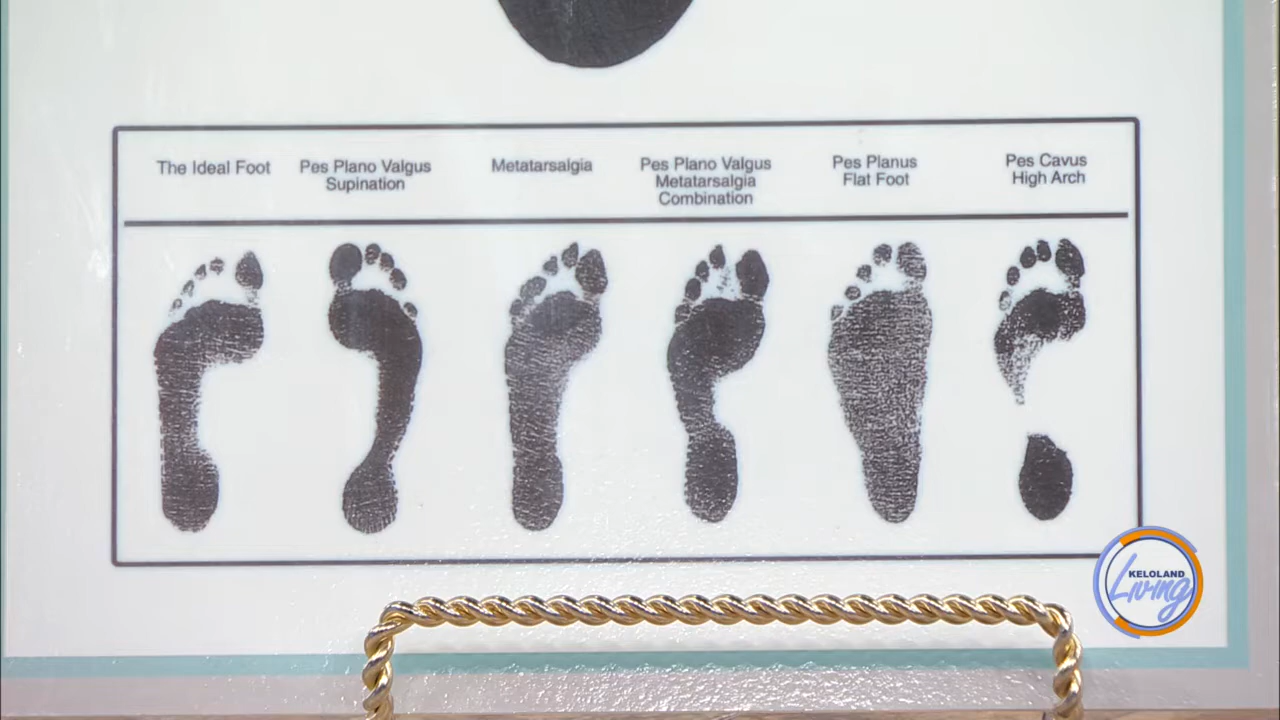 The Ideal Foot
Pes Plano Valgus
Supination
Metatarsalgia
Pes Plano Valgus
Metatarsalgia
Combination
Pes Planus
Flat Foot
Pes Cavus
High Arch
KELOLAND
Living